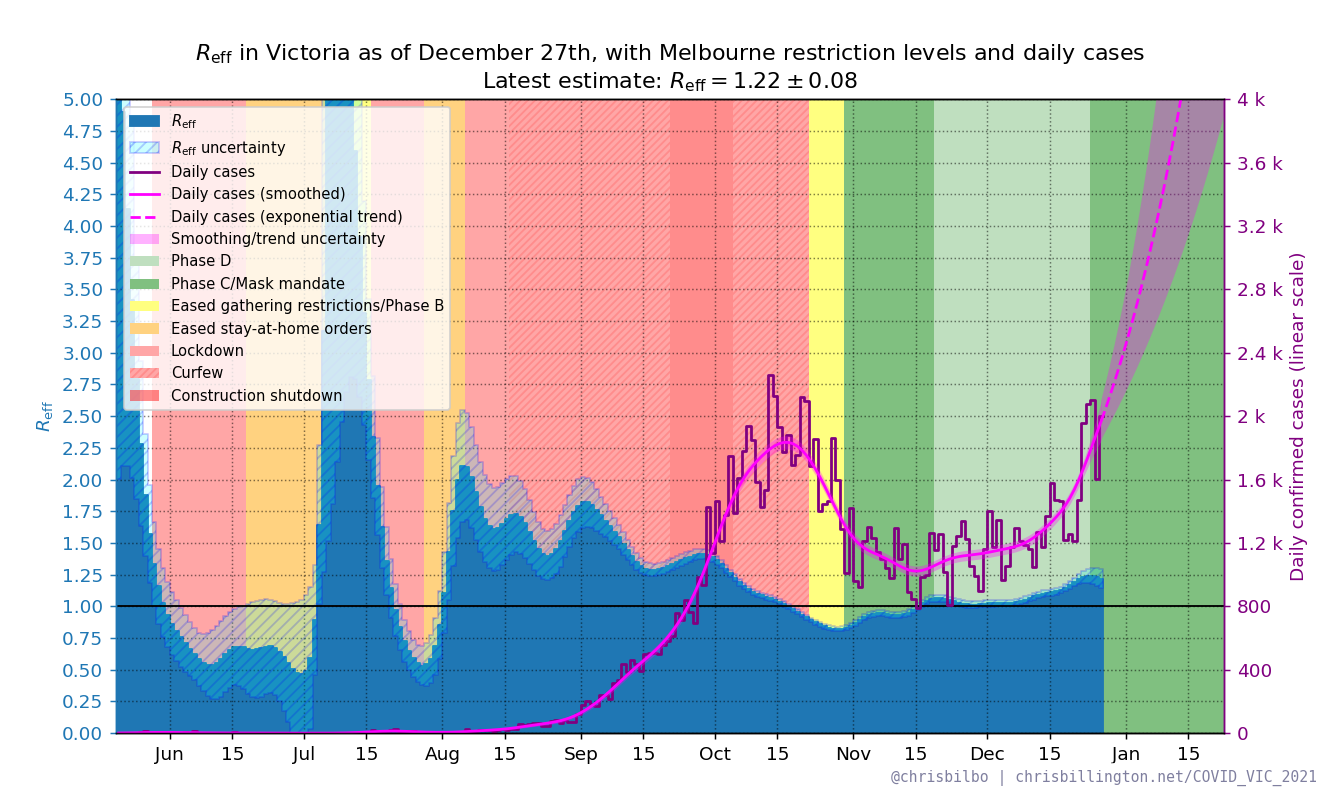 R_eff in Victoria as of December 27th, with Melbourne restriction levels and daily cases
Latest estimate: R_eff = 1.22 ± 0.08
5.00
4.75
4.50
4.25
4.00
3.75
3.50
3.25
3.00
2.75
2.50
2.25
2.00
1.75
1.50
1.25
1.00
0.75
0.50
0.25
0.00
R_eff
R_eff
R_eff uncertainty
Daily cases
Daily cases (smoothed)
Daily cases (exponential trend)
Smoothing/trend uncertainty
Phase D
Phase C/Mask mandate
Eased gathering restrictions/Phase B
Eased stay-at-home orders
Lockdown
Curfew
Construction shutdown
4 k
3.6 k
3.2 k
2.8 k
2.4 k
2 k
1.6 k
1.2 k
800
400
0
Daily confirmed cases (linear scale)
Jun 15 Jul 15 Aug 15 Sep 15 Oct 15 Nov 15 Dec 15 Jan 15
@chrisbilbo | chrisbillington.net/COVID_VIC_2021